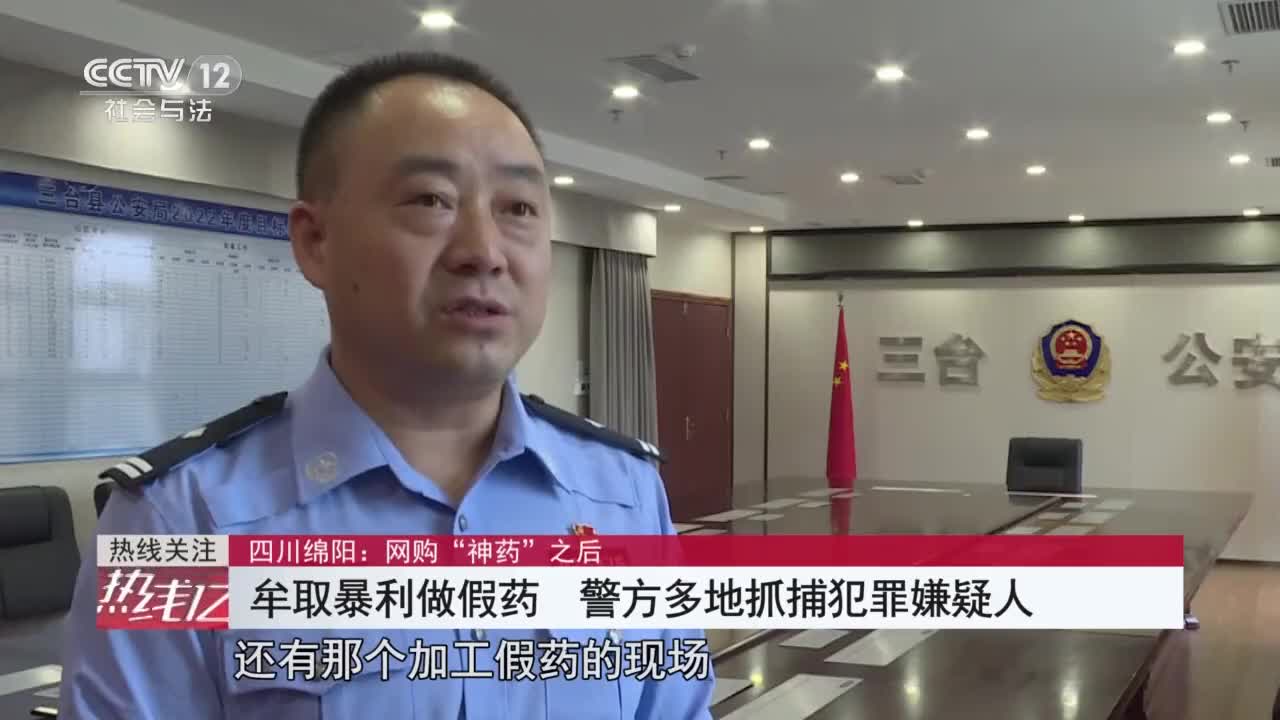 CCTV 12
社会与法
三台县公安局2022年度目标
三台 公安
热线关注
四川绵阳：网购“神药”之后
热线12
牟取暴利做假药 警方多地抓捕犯罪嫌疑人
还有那个加工假药的现场